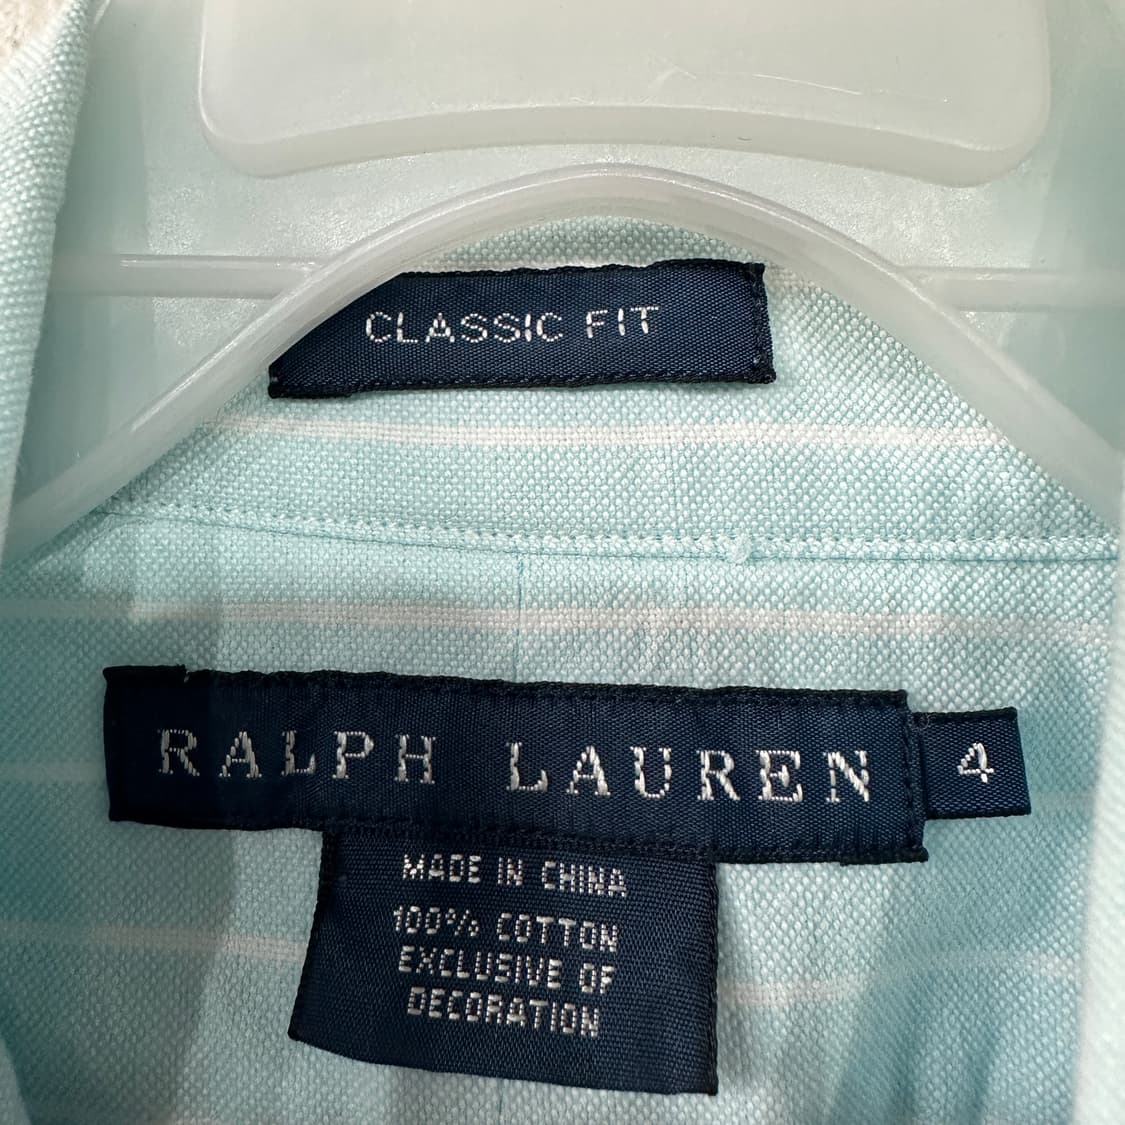 CLASSIC FIT
RALPH LAUREN
4
MADE IN CHINA
100% COTTON
EXCLUSIVE OF
DECORATION